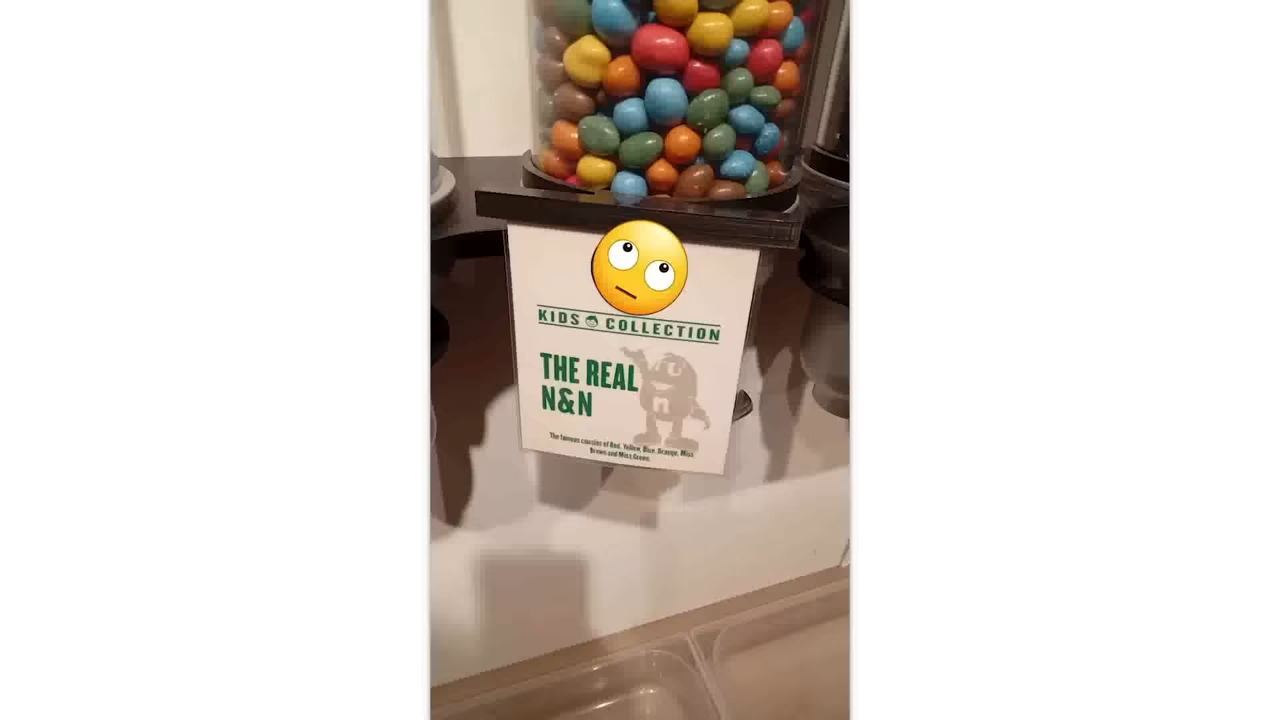 KIDS COLLECTION
THE REAL
N&N
n
The famous cousins of Red, Yellow, Blue, Orange, Miss
Brown and Miss Green.